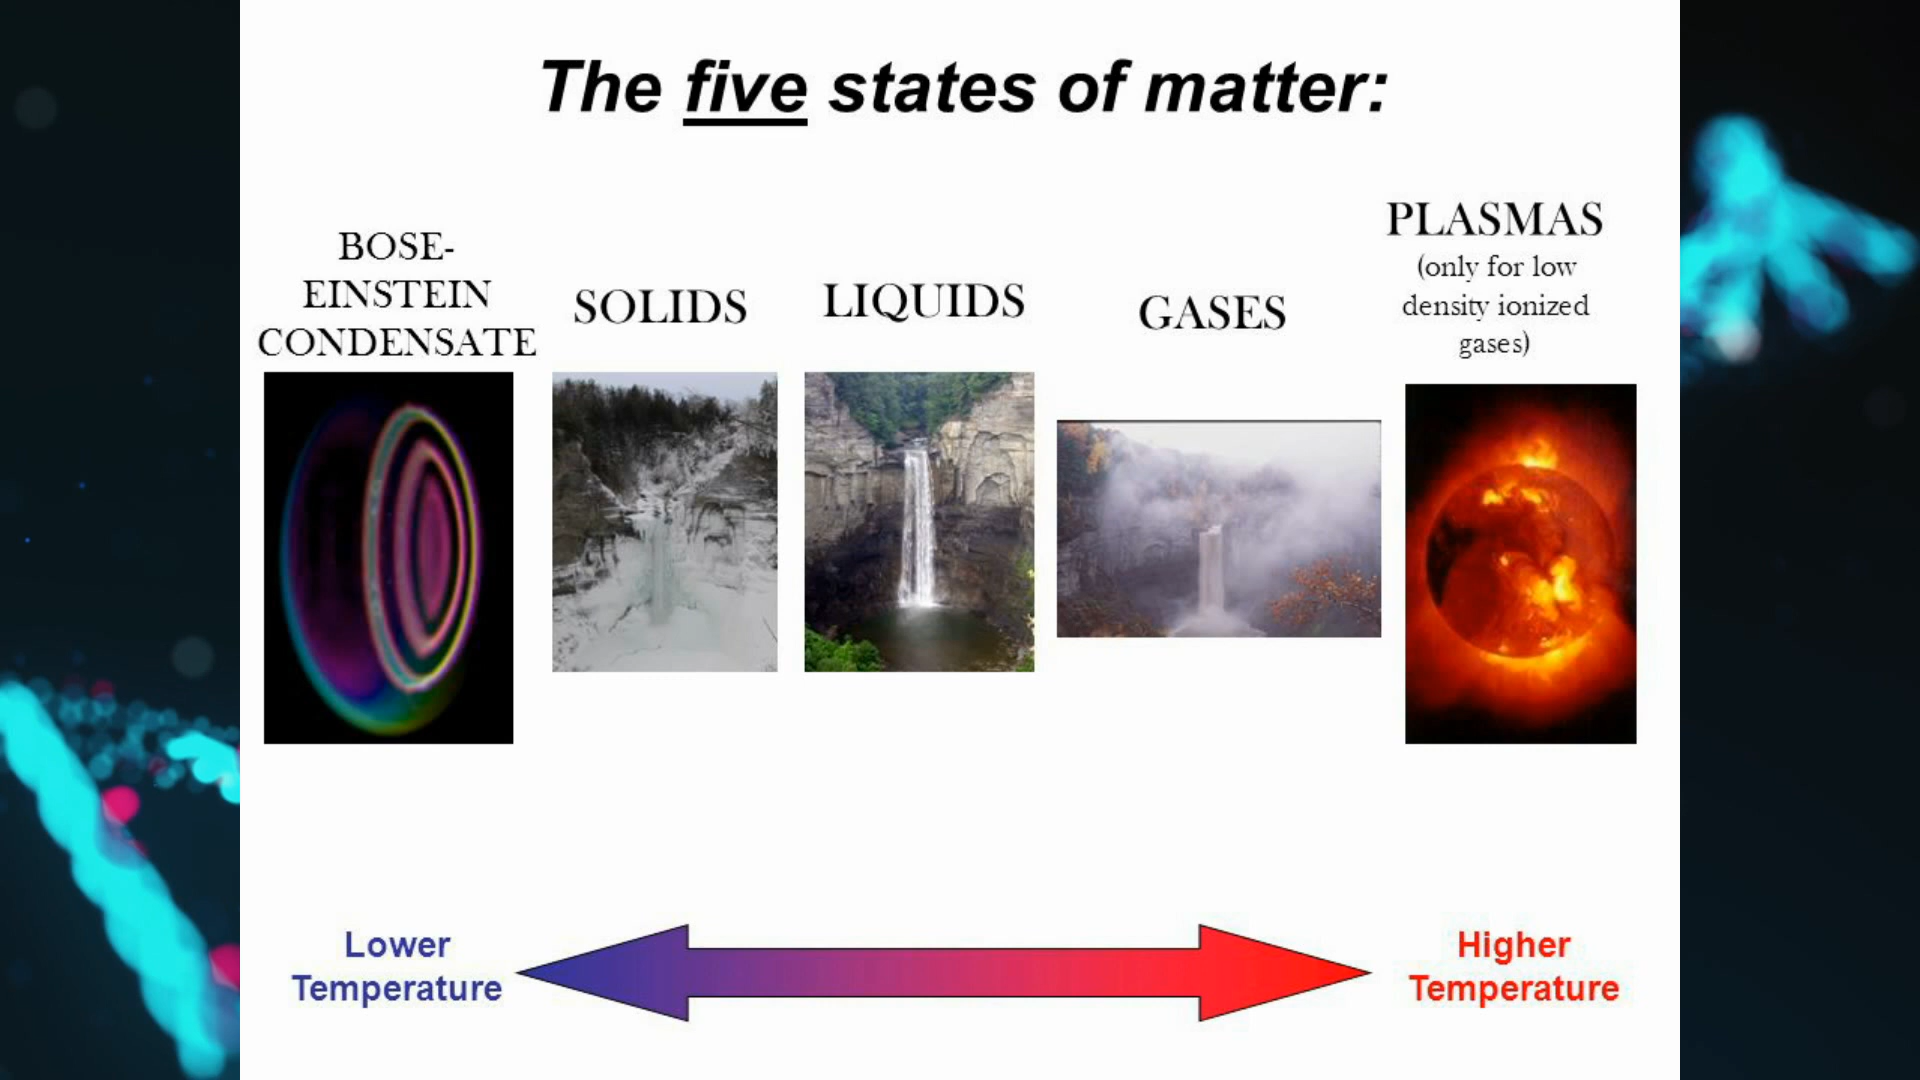 The five states of matter:
BOSE-
EINSTEIN
CONDENSATE
SOLIDS
LIQUIDS
GASES
PLASMAS
(only for low
density ionized
gases)
Lower
Temperature
Higher
Temperature